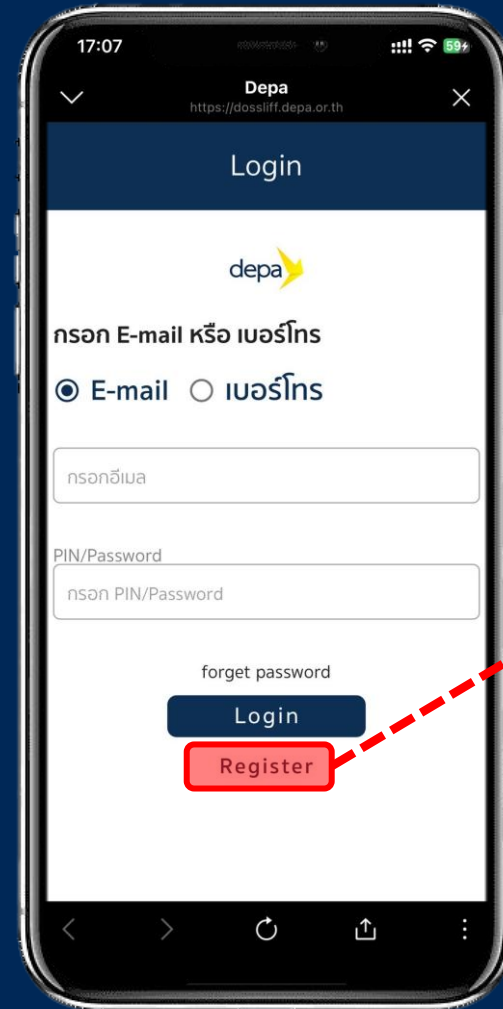 17:07
59
Depa
https://dossliff.depa.or.th
Login
depa
กรอก E-mail หรือ เบอร์โทร
E-mail เบอร์โทร
กรอกอีเมล
PIN/Password
กรอก PIN/Password
forget password
Login
Register